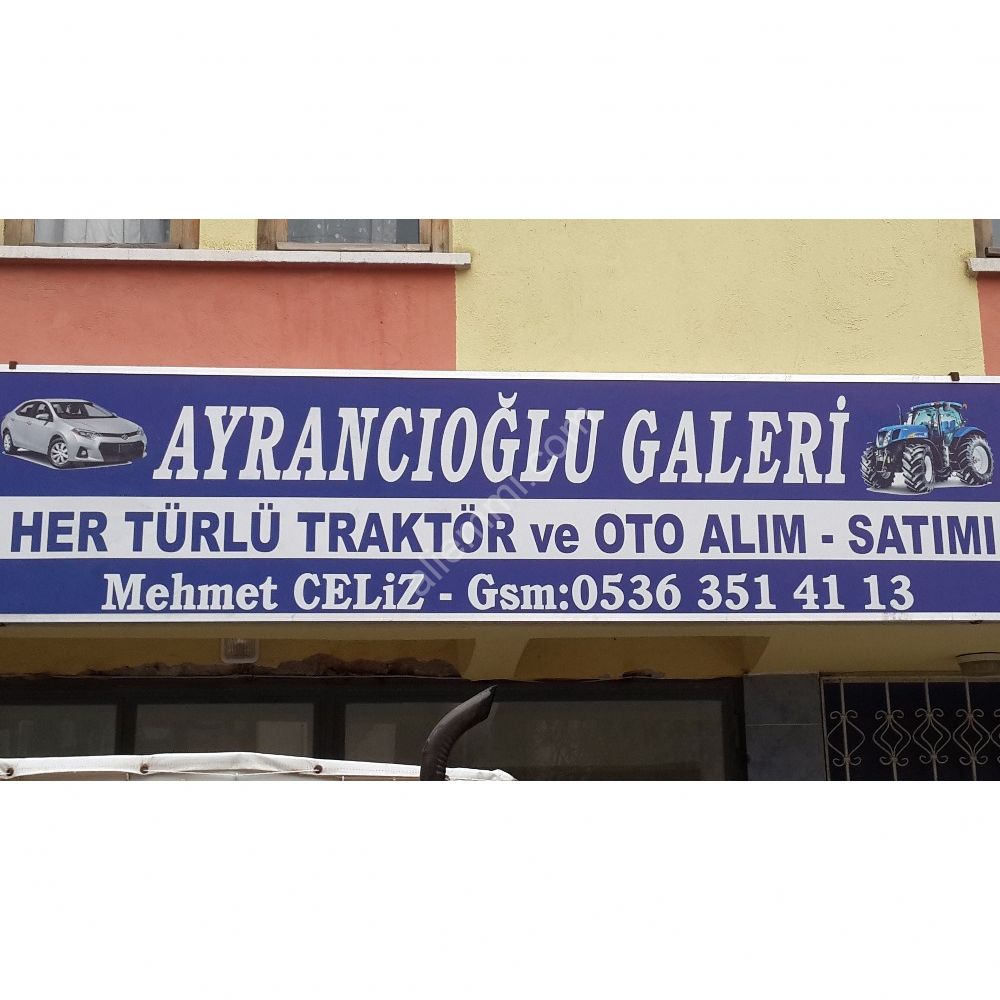 AYRANCIOĞLU GALERİ
HER TÜRLÜ TRAKTÖR ve OTO ALIM - SATIMI
Mehmet CELiZ - Gsm:0536 351 41 13